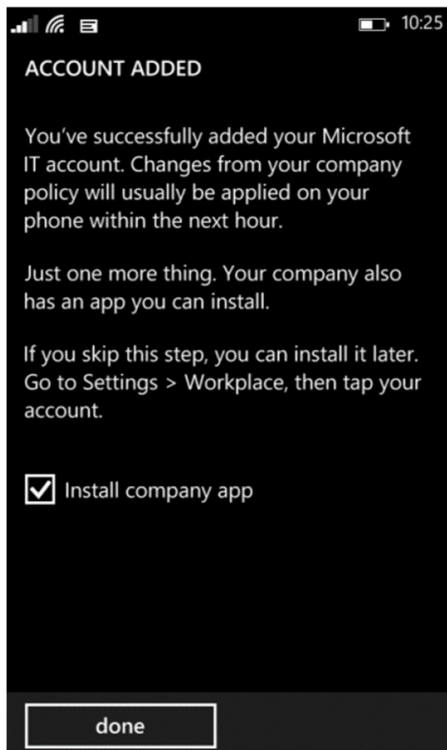 10:25
ACCOUNT ADDED
You've successfully added your Microsoft
IT account. Changes from your company
policy will usually be applied on your
phone within the next hour.
Just one more thing. Your company also
has an app you can install.
If you skip this step, you can install it later.
Go to Settings > Workplace, then tap your
account.
Install company app
done